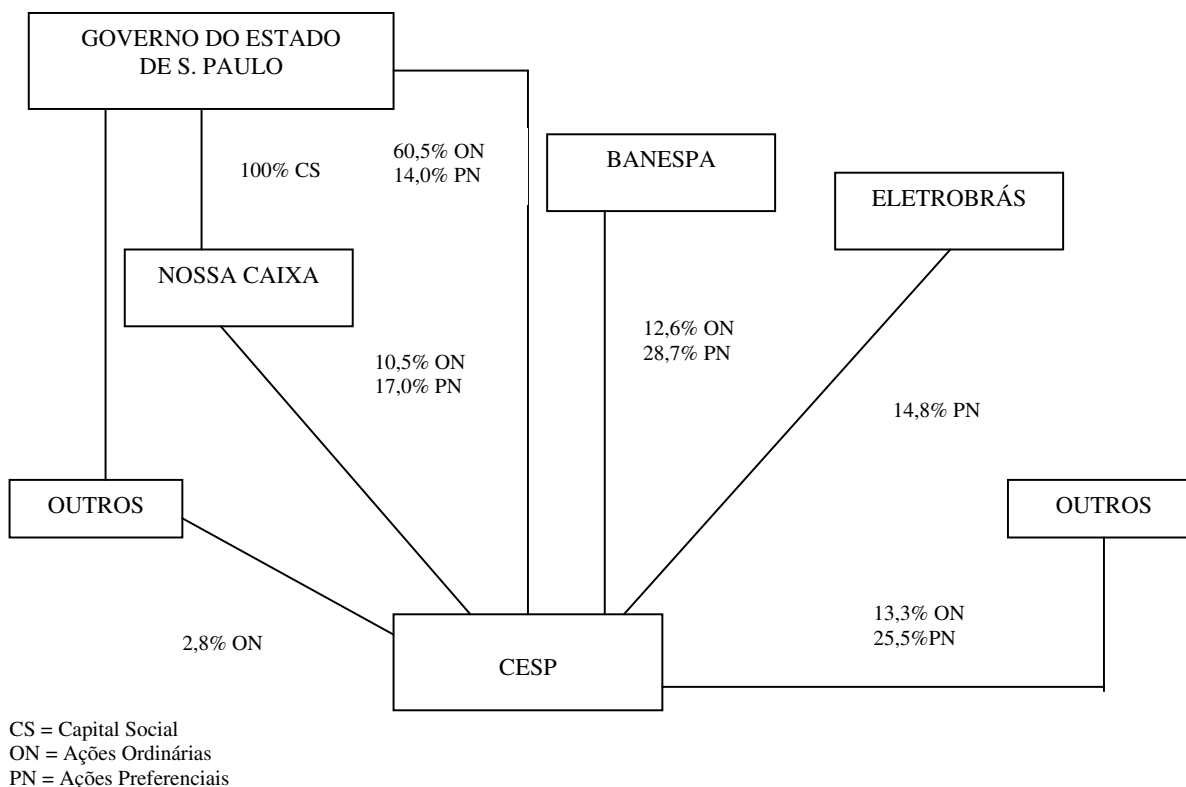 GOVERNO DO ESTADO
DE S. PAULO
100% CS
60,5% ON
14,0% PN
BANESPA
ELETROBRÁS
NOSSA CAIXA
10,5% ON
17,0% PN
12,6% ON
28,7% PN
14,8% PN
OUTROS
OUTROS
2,8% ON
CESP
13,3% ON
25,5%PN
CS = Capital Social
ON = Ações Ordinárias
PN = Ações Preferenciais